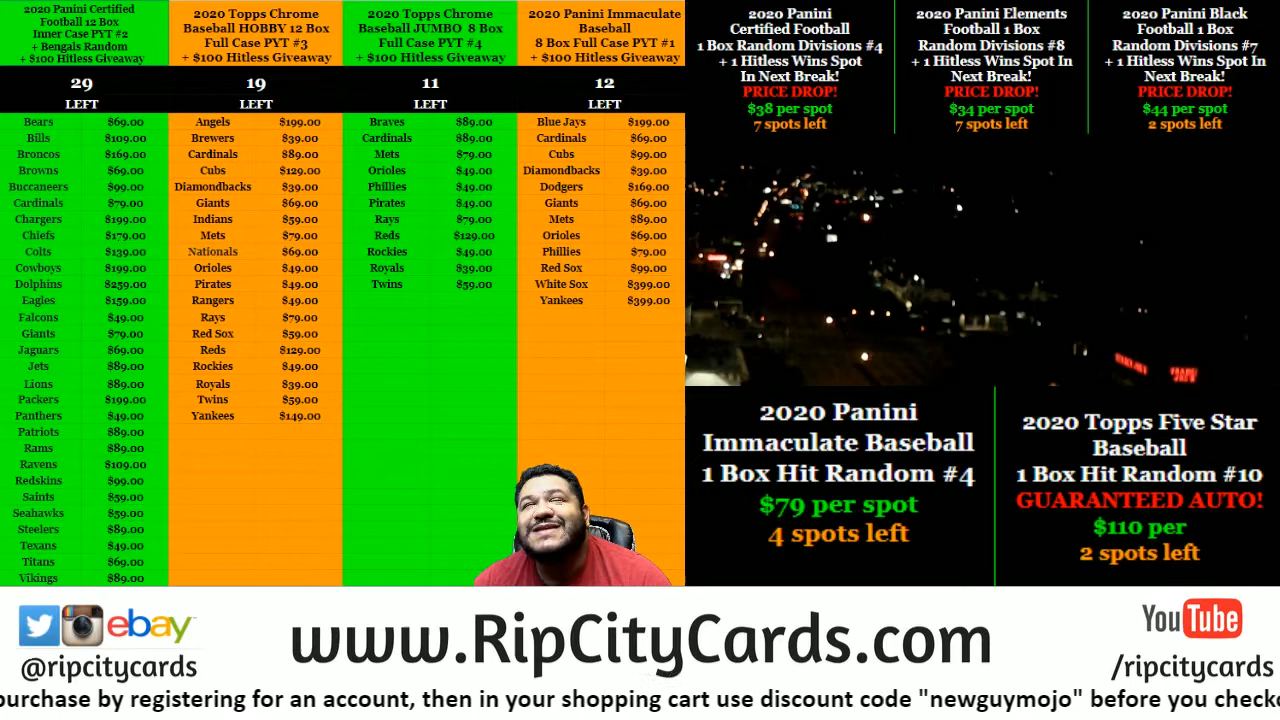 2020 Panini Certified
Football 12 Box
Inner Case PYT #2
+ Bengals Random
+ $100 Hitless Giveaway
29
LEFT
Bears $69.00
Bills $109.00
Broncos $169.00
Browns $69.00
Buccaneers $99.00
Cardinals $79.00
Chargers $199.00
Chiefs $179.00
Colts $139.00
Cowboys $199.00
Dolphins $259.00
Eagles $159.00
Falcons $49.00
Giants $79.00
Jaguars $69.00
Jets $89.00
Lions $89.00
Packers $199.00
Panthers $49.00
Patriots $89.00
Rams $89.00
Ravens $109.00
Redskins $99.00
Saints $59.00
Seahawks $59.00
Steelers $89.00
Texans $49.00
Titans $69.00
Vikings $89.00
2020 Topps Chrome
Baseball HOBBY 12 Box
Full Case PYT #3
+ $100 Hitless Giveaway
19
LEFT
Angels $199.00
Brewers $39.00
Cardinals $89.00
Cubs $129.00
Diamondbacks $39.00
Giants $69.00
Indians $59.00
Mets $79.00
Nationals $69.00
Orioles $49.00
Pirates $49.00
Rangers $49.00
Rays $79.00
Red Sox $59.00
Reds $129.00
Rockies $49.00
Royals $39.00
Twins $59.00
Yankees $149.00
2020 Topps Chrome
Baseball JUMBO 8 Box
Full Case PYT #4
+ $100 Hitless Giveaway
11
LEFT
Braves $89.00
Cardinals $89.00
Mets $79.00
Orioles $49.00
Phillies $49.00
Pirates $49.00
Rays $79.00
Reds $129.00
Rockies $49.00
Royals $39.00
Twins $59.00
2020 Panini Immaculate
Baseball
8 Box Full Case PYT #1
+ $100 Hitless Giveaway
12
LEFT
Blue Jays $199.00
Cardinals $69.00
Cubs $99.00
Diamondbacks $39.00
Dodgers $169.00
Giants $69.00
Mets $89.00
Orioles $69.00
Phillies $79.00
Red Sox $99.00
White Sox $399.00
Yankees $399.00
2020 Panini
Certified Football
1 Box Random Divisions #4
+ 1 Hitless Wins Spot
In Next Break!
PRICE DROP!
$38 per spot
7 spots left
2020 Panini Elements
Football 1 Box
Random Divisions #8
+ 1 Hitless Wins Spot In
Next Break!
PRICE DROP!
$34 per spot
7 spots left
2020 Panini Black
Football 1 Box
Random Divisions #7
+ 1 Hitless Wins Spot In
Next Break!
PRICE DROP!
$44 per spot
2 spots left
2020 Panini
Immaculate Baseball
1 Box Hit Random #4
$79 per spot
4 spots left
2020 Topps Five Star
Baseball
1 Box Hit Random #10
GUARANTEED AUTO!
$110 per
2 spots left
ebay
@ripcitycards
www.RipCityCards.com
YouTube
/ripcitycards
purchase by registering for an account, then in your shopping cart use discount code "newguymojo" before you checko